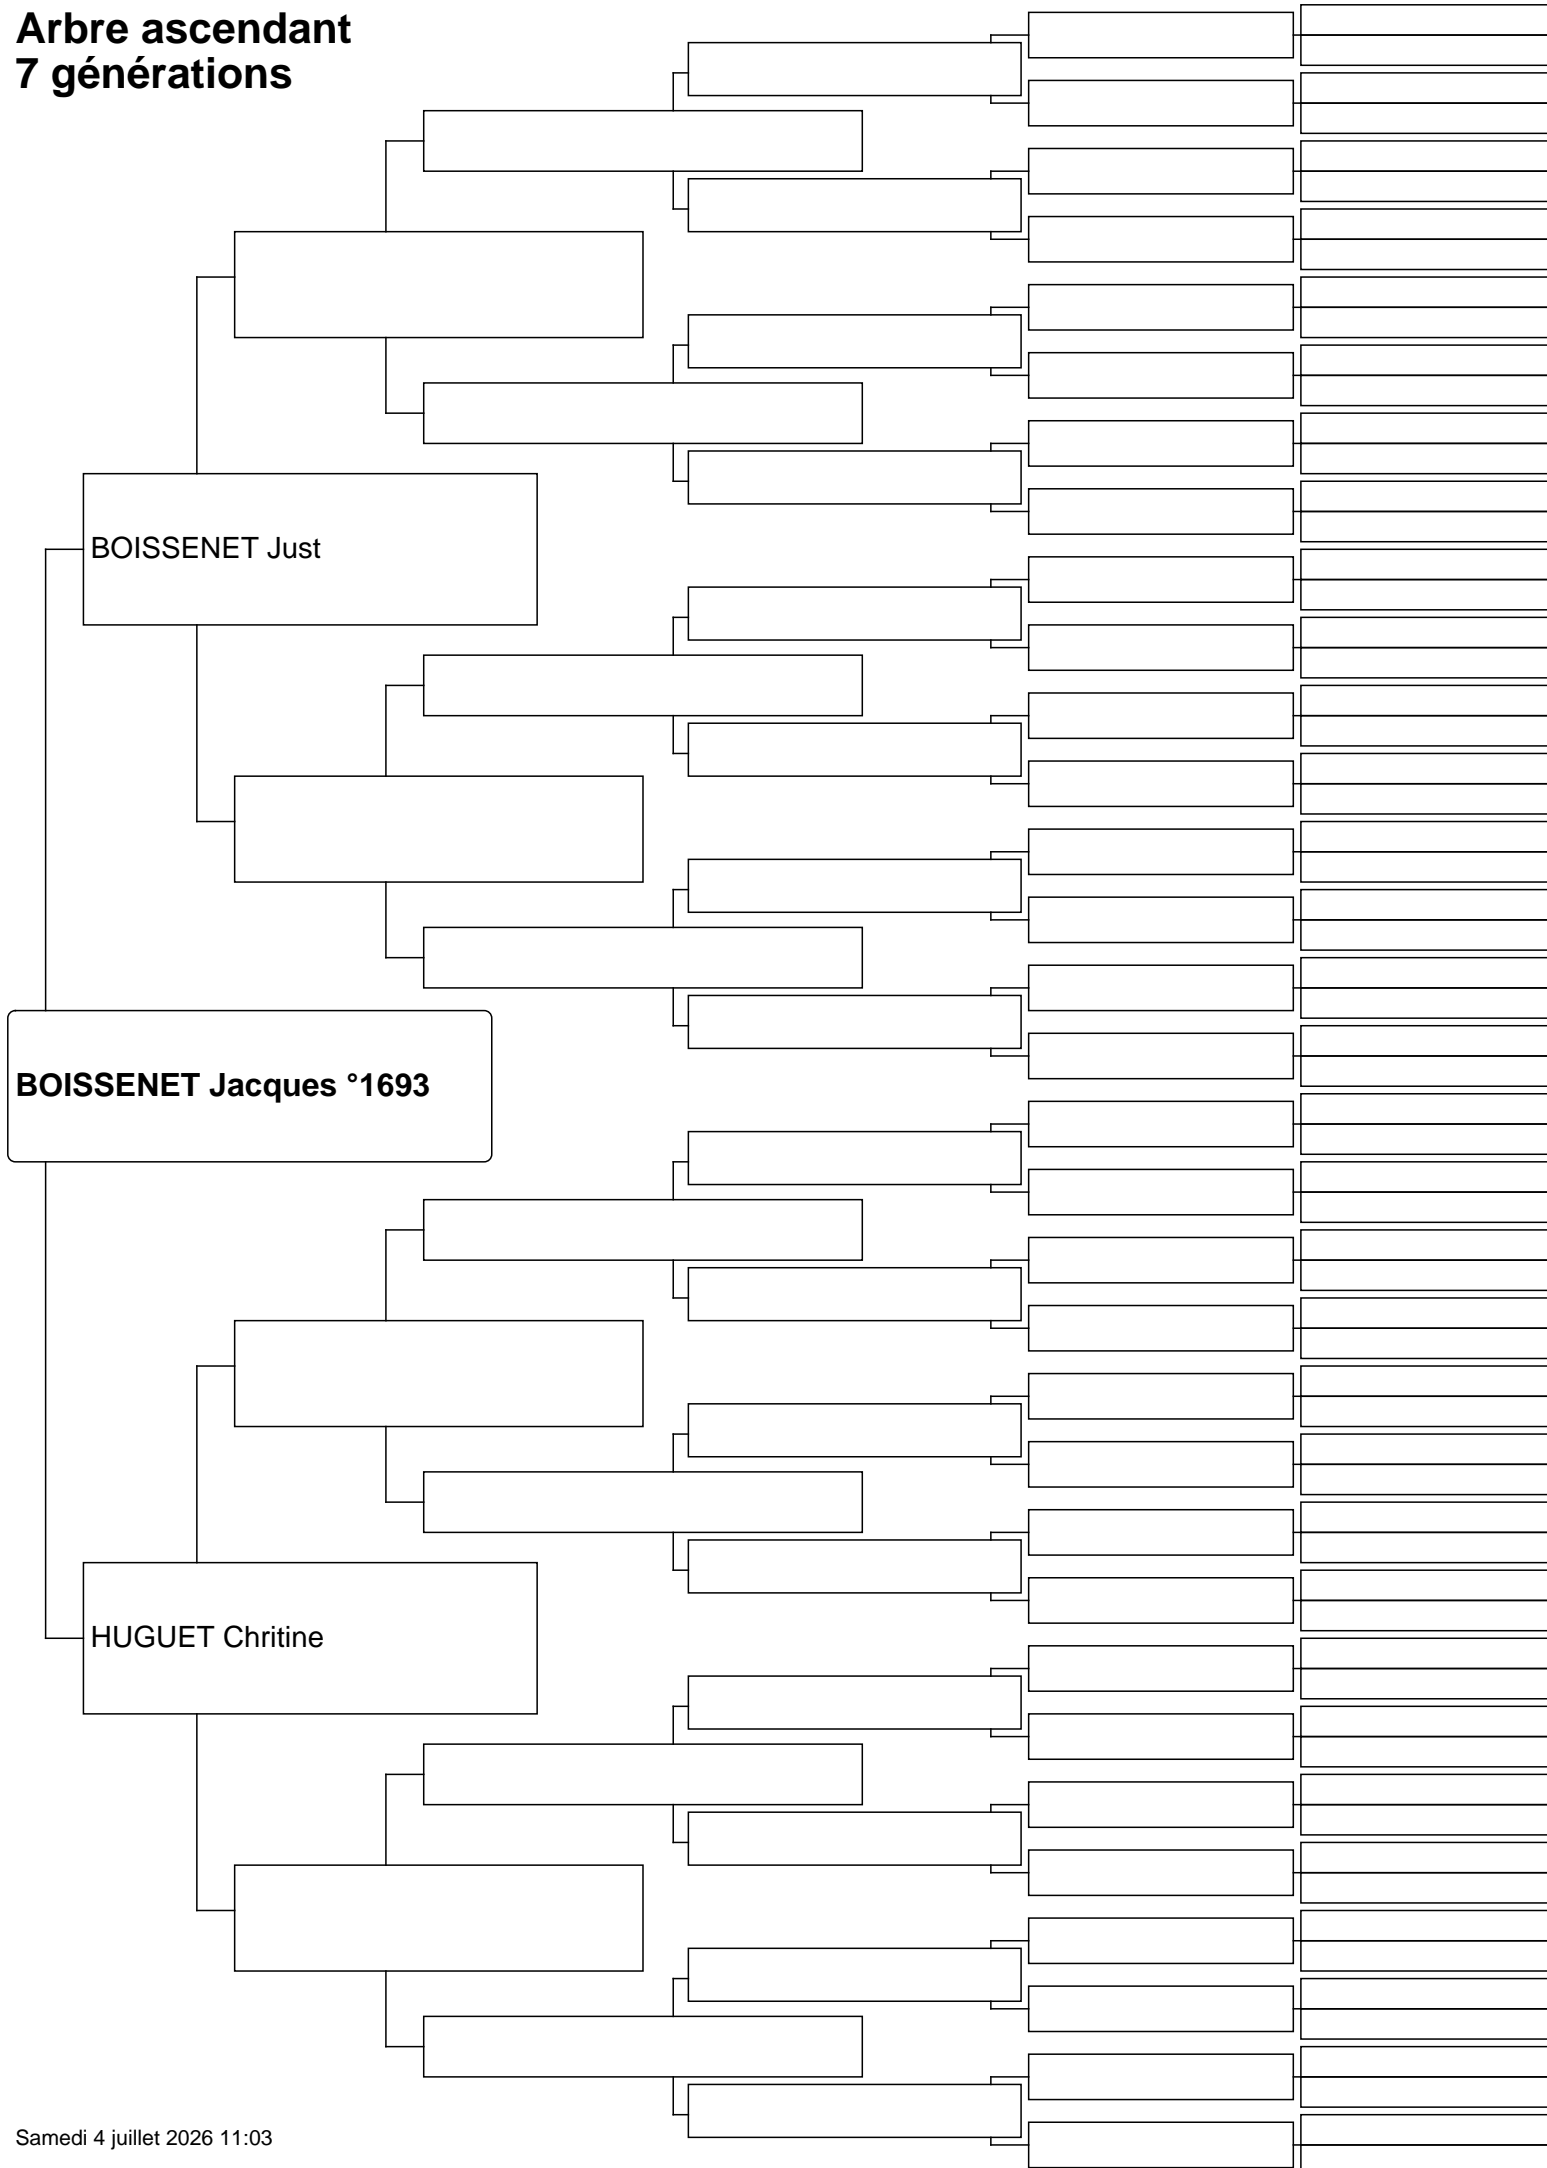 Arbre ascendant
7 générations
BOISSENET Just
BOISSENET Jacques °1693
HUGUET Chritine
Samedi 4 juillet 2026 11:03